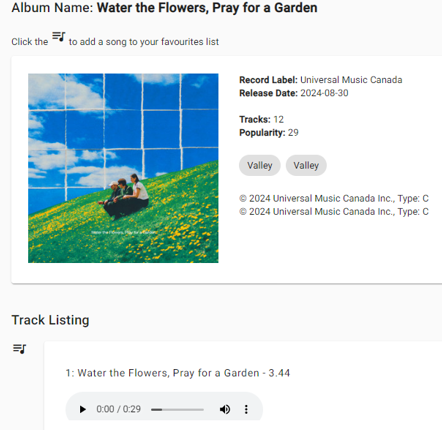 Album Name: Water the Flowers, Pray for a Garden
Click the to add a song to your favourites list
Record Label: Universal Music Canada
Release Date: 2024-08-30
Tracks: 12
Popularity: 29
Valley Valley
© 2024 Universal Music Canada Inc., Type: C
© 2024 Universal Music Canada Inc., Type: C
Water the Flowers, Pray for a Garden
Track Listing
1: Water the Flowers, Pray for a Garden - 3.44
0:00 / 0:29